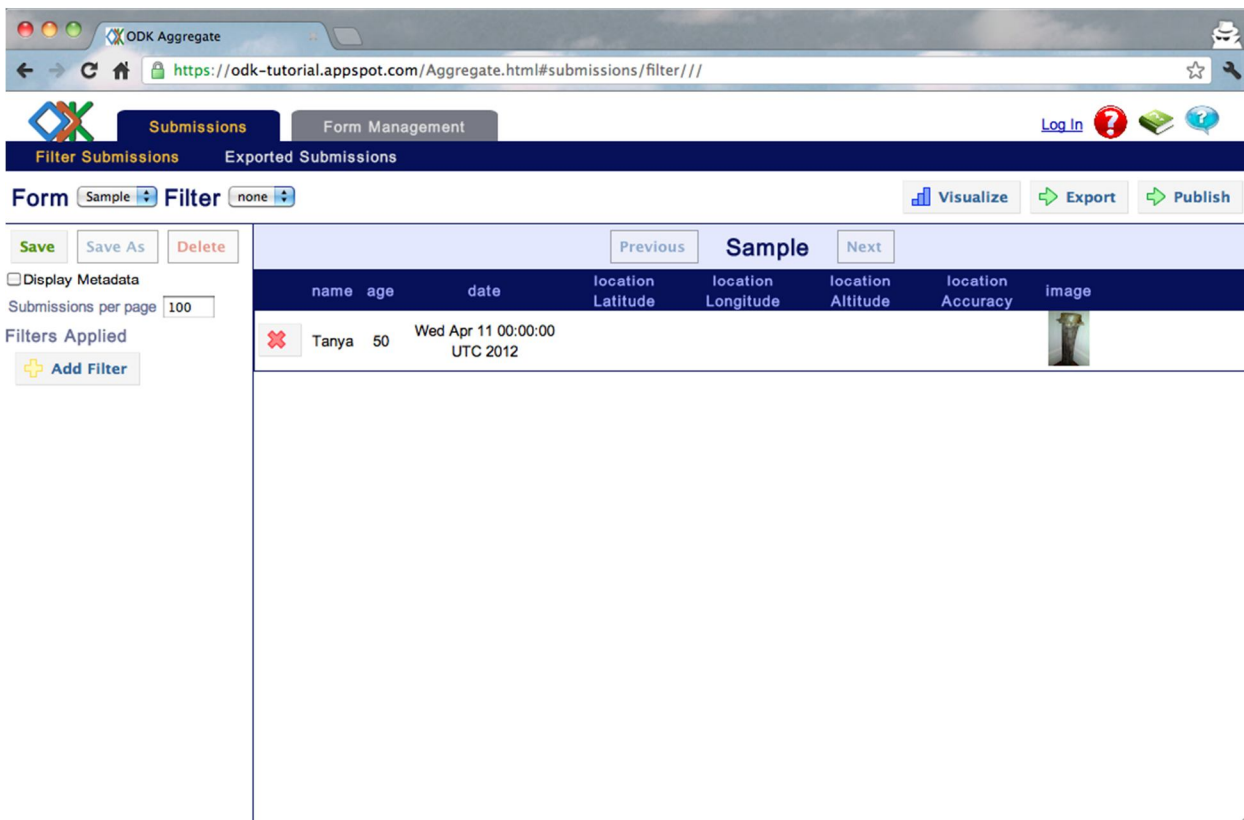 ODK Aggregate
https://odk-tutorial.appspot.com/Aggregate.html#submissions/filter///
Submissions Form Management Log In
Filter Submissions Exported Submissions
Form Sample Filter none Visualize Export Publish
Save Save As Delete Previous Sample Next
Display Metadata
Submissions per page 100
Filters Applied
Add Filter
name age date location Latitude location Longitude location Altitude location Accuracy image
Tanya 50 Wed Apr 11 00:00:00
UTC 2012